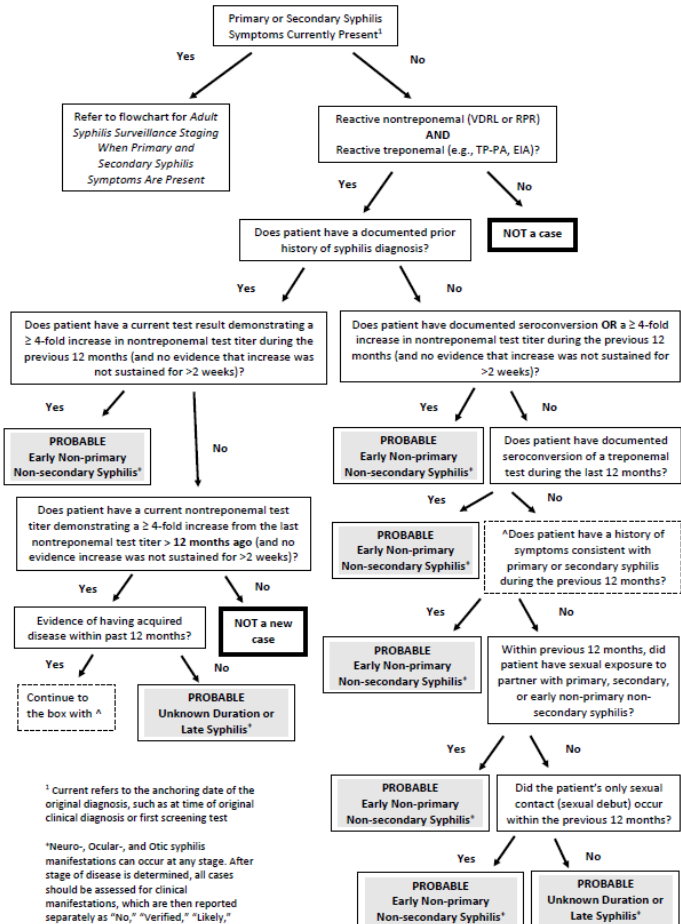 Primary or Secondary Syphilis
Symptoms Currently Present¹
Yes
No
Refer to flowchart for Adult
Syphilis Surveillance Staging
When Primary and
Secondary Syphilis
Symptoms Are Present
Reactive nontreponemal (VDRL or RPR)
AND
Reactive treponemal (e.g., TP-PA, EIA)?
Yes
No
Does patient have a documented prior
history of syphilis diagnosis?
NOT a case
Yes
No
Does patient have a current test result demonstrating a
≥ 4-fold increase in nontreponemal test titer during the
previous 12 months (and no evidence that increase was
not sustained for >2 weeks)?
Does patient have documented seroconversion OR a ≥ 4-fold
increase in nontreponemal test titer during the previous 12
months (and no evidence that increase was not sustained for
>2 weeks)?
Yes
No
Yes
No
PROBABLE
Early Non-primary
Non-secondary Syphilis*
PROBABLE
Early Non-primary
Non-secondary Syphilis*
Does patient have documented
seroconversion of a treponemal
test during the last 12 months?
Yes
No
Does patient have a current nontreponemal test
titer demonstrating a ≥ 4-fold increase from the last
nontreponemal test titer > 12 months ago (and no
evidence increase was not sustained for >2 weeks)?
PROBABLE
Early Non-primary
Non-secondary Syphilis*
^Does patient have a history of
symptoms consistent with
primary or secondary syphilis
during the previous 12 months?
Yes
No
Yes
No
Evidence of having acquired
disease within past 12 months?
NOT a new
case
PROBABLE
Early Non-primary
Non-secondary Syphilis*
Within previous 12 months, did
patient have sexual exposure to
partner with primary, secondary,
or early non-primary non-
secondary syphilis?
Yes
No
Continue to
the box with ^
PROBABLE
Unknown Duration or
Late Syphilis*
Yes
No
PROBABLE
Early Non-primary
Non-secondary Syphilis*
Did the patient's only sexual
contact (sexual debut) occur
within the previous 12 months?
Yes
No
PROBABLE
Early Non-primary
Non-secondary Syphilis*
PROBABLE
Unknown Duration or
Late Syphilis*
¹ Current refers to the anchoring date of the
original diagnosis, such as at time of original
clinical diagnosis or first screening test
*Neuro-, Ocular-, and Otic syphilis
manifestations can occur at any stage. After
stage of disease is determined, all cases
should be assessed for clinical
manifestations, which are then reported
separately as "No," "Verified," "Likely,"